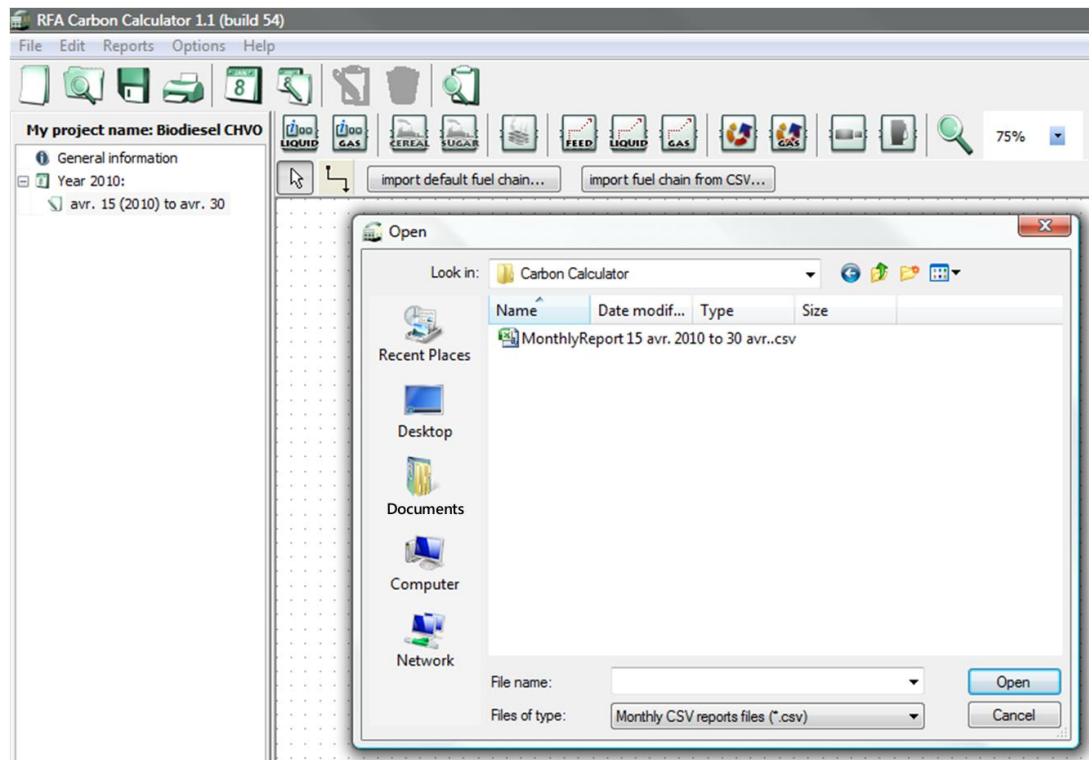 RFA Carbon Calculator 1.1 (build 54)
File Edit Reports Options Help
8
8
My project name: Biodiesel CHVO
General information
Year 2010:
avr. 15 (2010) to avr. 30
LIQUID GAS CEREAL SUGAR FEED LIQUID GAS GAS 75%
import default fuel chain... import fuel chain from CSV...
Open
Look in: Carbon Calculator
Name Date modif... Type Size
MonthlyReport 15 avr. 2010 to 30 avr..csv
Recent Places
Desktop
Documents
Computer
Network
File name: Open
Files of type: Monthly CSV reports files (*.csv) Cancel